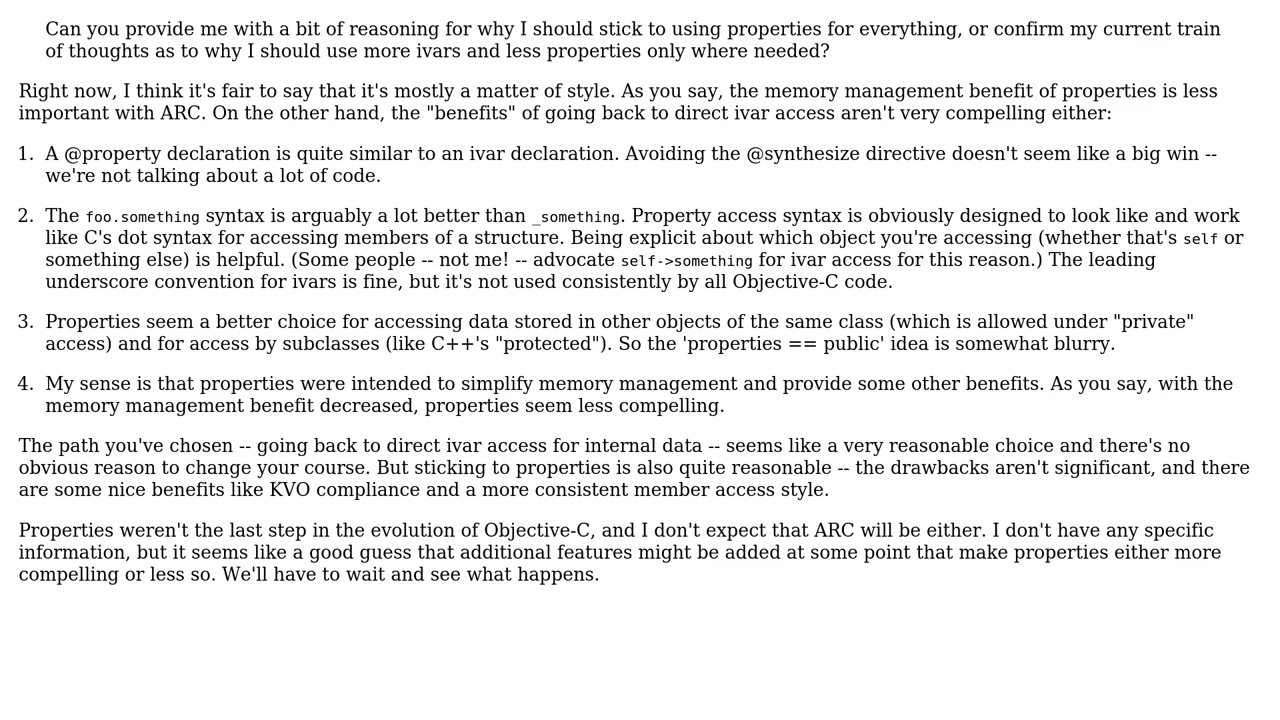 Can you provide me with a bit of reasoning for why I should stick to using properties for everything, or confirm my current train
of thoughts as to why I should use more ivars and less properties only where needed?
Right now, I think it's fair to say that it's mostly a matter of style. As you say, the memory management benefit of properties is less
important with ARC. On the other hand, the "benefits" of going back to direct ivar access aren't very compelling either:
1. A @property declaration is quite similar to an ivar declaration. Avoiding the @synthesize directive doesn't seem like a big win --
we're not talking about a lot of code.
2. The foo.something syntax is arguably a lot better than _something. Property access syntax is obviously designed to look like and work
like C's dot syntax for accessing members of a structure. Being explicit about which object you're accessing (whether that's self or
something else) is helpful. (Some people -- not me! -- advocate self->something for ivar access for this reason.) The leading
underscore convention for ivars is fine, but it's not used consistently by all Objective-C code.
3. Properties seem a better choice for accessing data stored in other objects of the same class (which is allowed under "private"
access) and for access by subclasses (like C++'s "protected"). So the 'properties == public' idea is somewhat blurry.
4. My sense is that properties were intended to simplify memory management and provide some other benefits. As you say, with the
memory management benefit decreased, properties seem less compelling.
The path you've chosen -- going back to direct ivar access for internal data -- seems like a very reasonable choice and there's no
obvious reason to change your course. But sticking to properties is also quite reasonable -- the drawbacks aren't significant, and there
are some nice benefits like KVO compliance and a more consistent member access style.
Properties weren't the last step in the evolution of Objective-C, and I don't expect that ARC will be either. I don't have any specific
information, but it seems like a good guess that additional features might be added at some point that make properties either more
compelling or less so. We'll have to wait and see what happens.